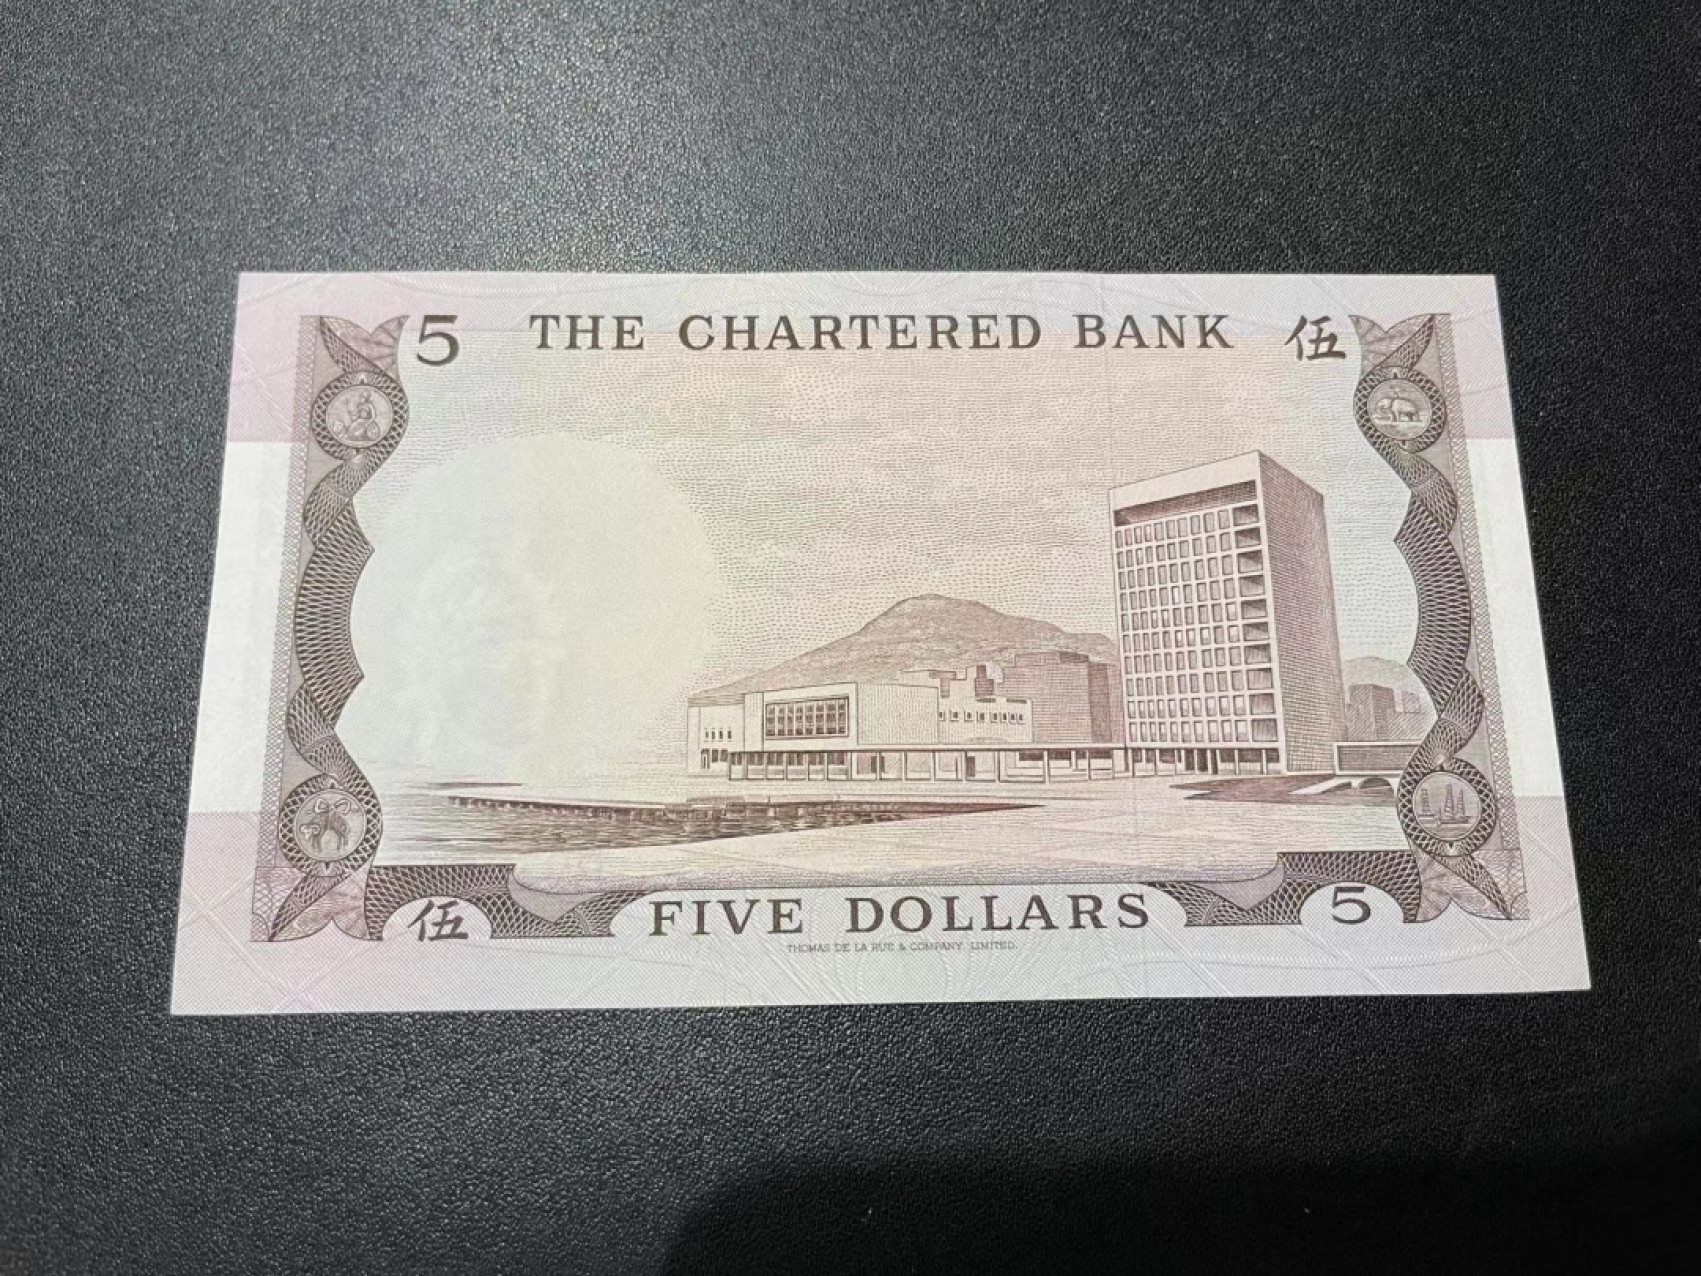 5 THE CHARTERED BANK 伍
伍 FIVE DOLLARS 5
THOMAS DE LA RUE & COMPANY, LIMITED.